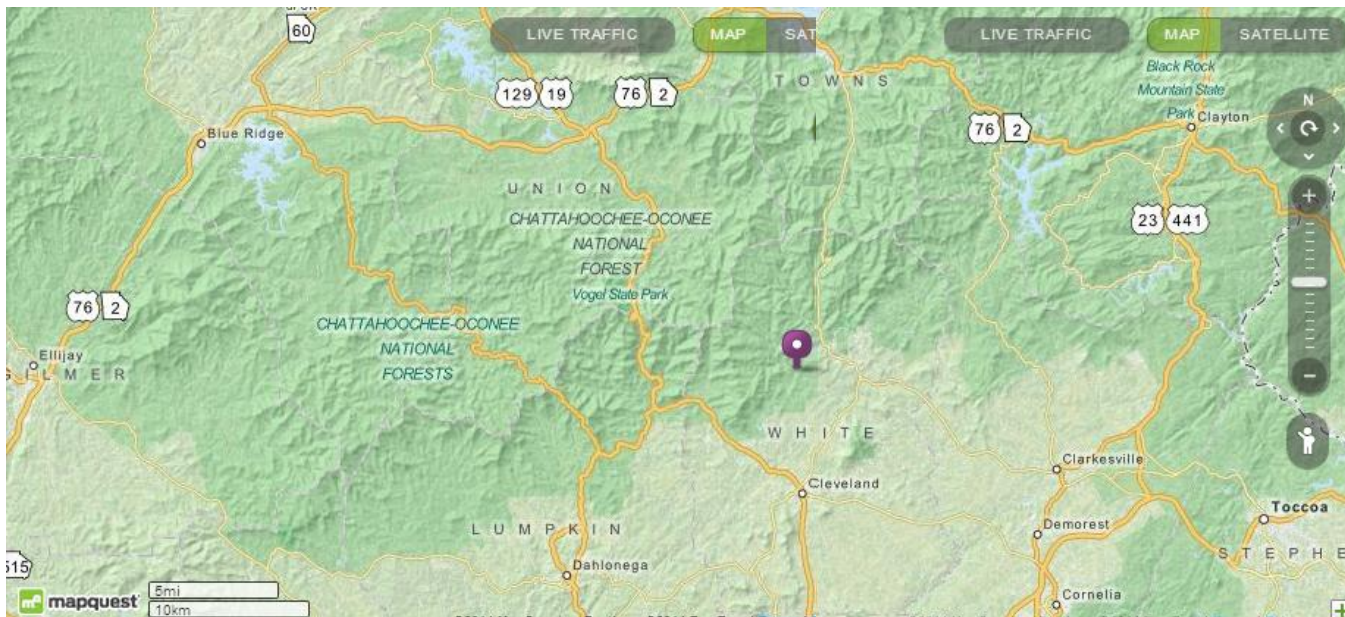 60
LIVE TRAFFIC
MAP
SAT
LIVE TRAFFIC
MAP
SATELLITE
TOWNS
Black Rock
Mountain State
Park
Clayton
N
129
19
76
2
76
2
Blue Ridge
UNION
CHATTAHOOCHEE-OCONEE
NATIONAL
FOREST
Vogel State Park
23
441
76
2
CHATTAHOOCHEE-OCONEE
NATIONAL
FORESTS
Ellijay
GILMER
WHITE
Clarkesville
Cleveland
Toccoa
LUMPKIN
Demorest
STEPHE
515
Dahlonega
5mi
10km
mapquest
Cornelia